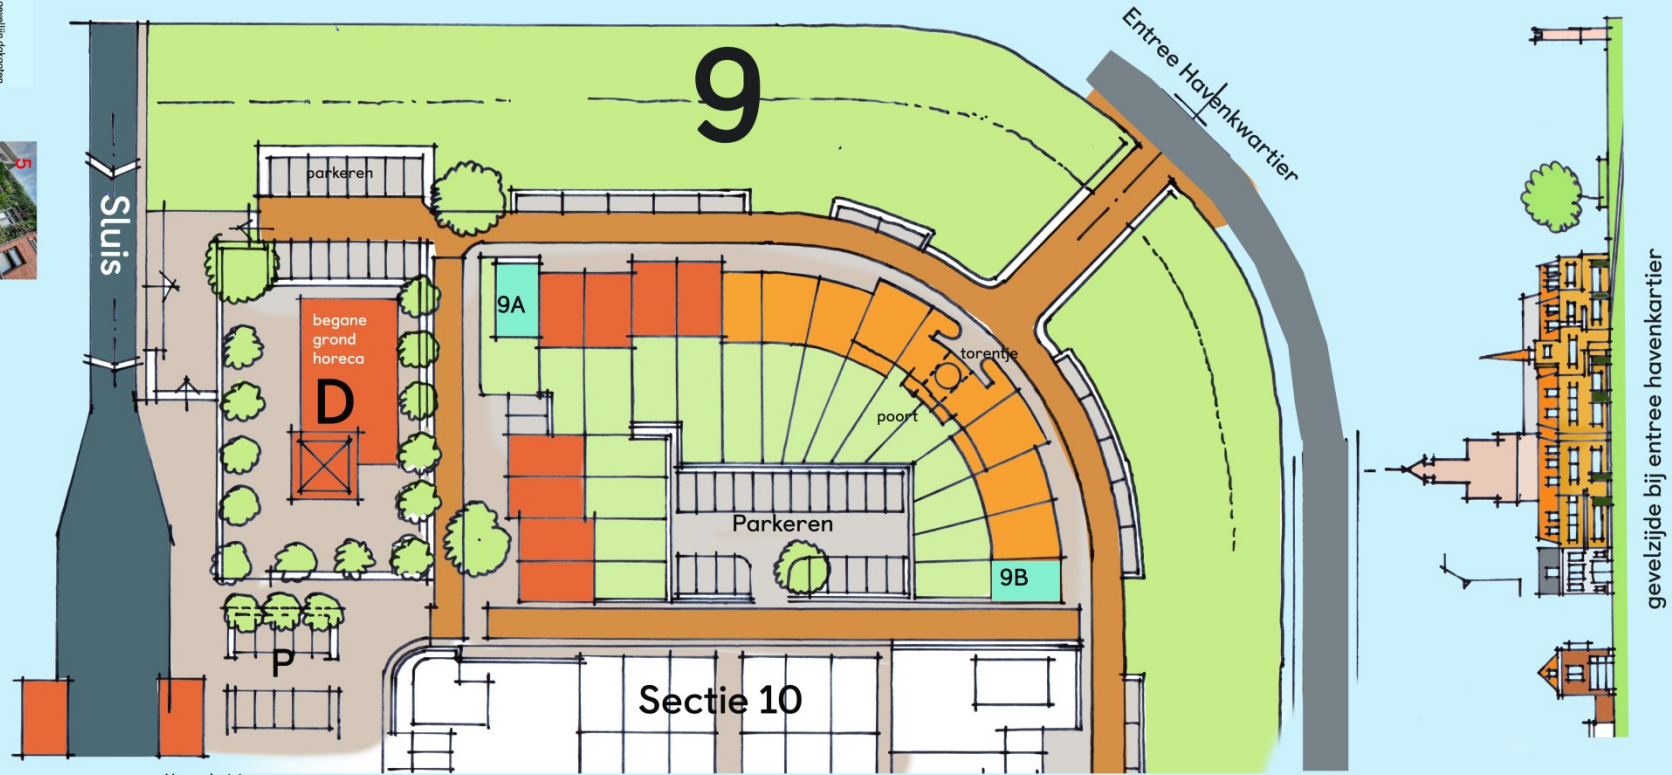 9
Entree Havenkwartier
5
parkeren
Sluis
9A
begane
grond
horeca
D
torentje
poort
Parkeren
9B
P
Sectie 10
gevelzijde bij entree havenkartier